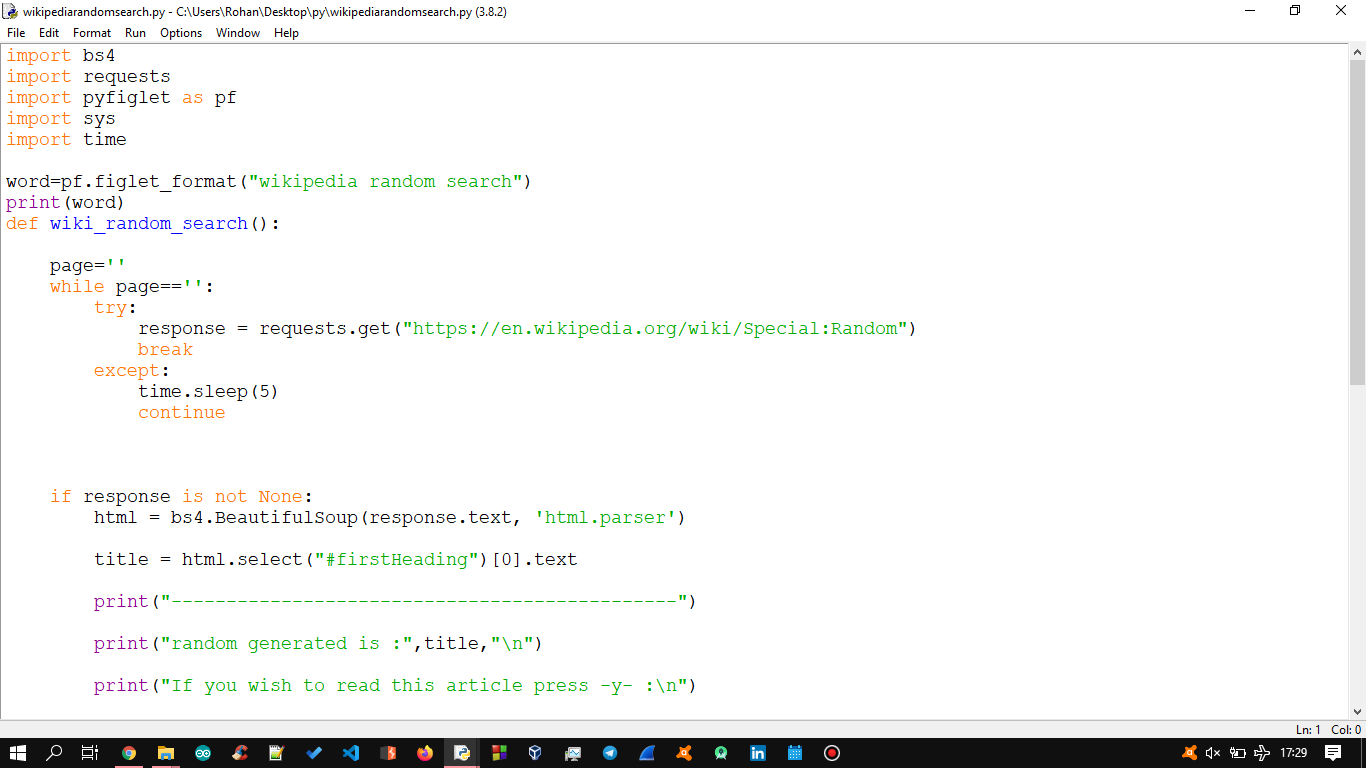 wikipediarandomsearch.py - C:\Users\Rohan\Desktop\py\wikipediarandomsearch.py (3.8.2)
File Edit Format Run Options Window Help
import bs4
import requests
import pyfiglet as pf
import sys
import time

word=pf.figlet_format("wikipedia random search")
print(word)
def wiki_random_search():

    page=''
    while page=='':
        try:
            response = requests.get("https://en.wikipedia.org/wiki/Special:Random")
            break
        except:
            time.sleep(5)
            continue

    if response is not None:
        html = bs4.BeautifulSoup(response.text, 'html.parser')

        title = html.select("#firstHeading")[0].text

        print("----------------------------------------------")

        print("random generated is :",title,"\n")

        print("If you wish to read this article press -y- :\n")
Ln: 1 Col: 0
17:29